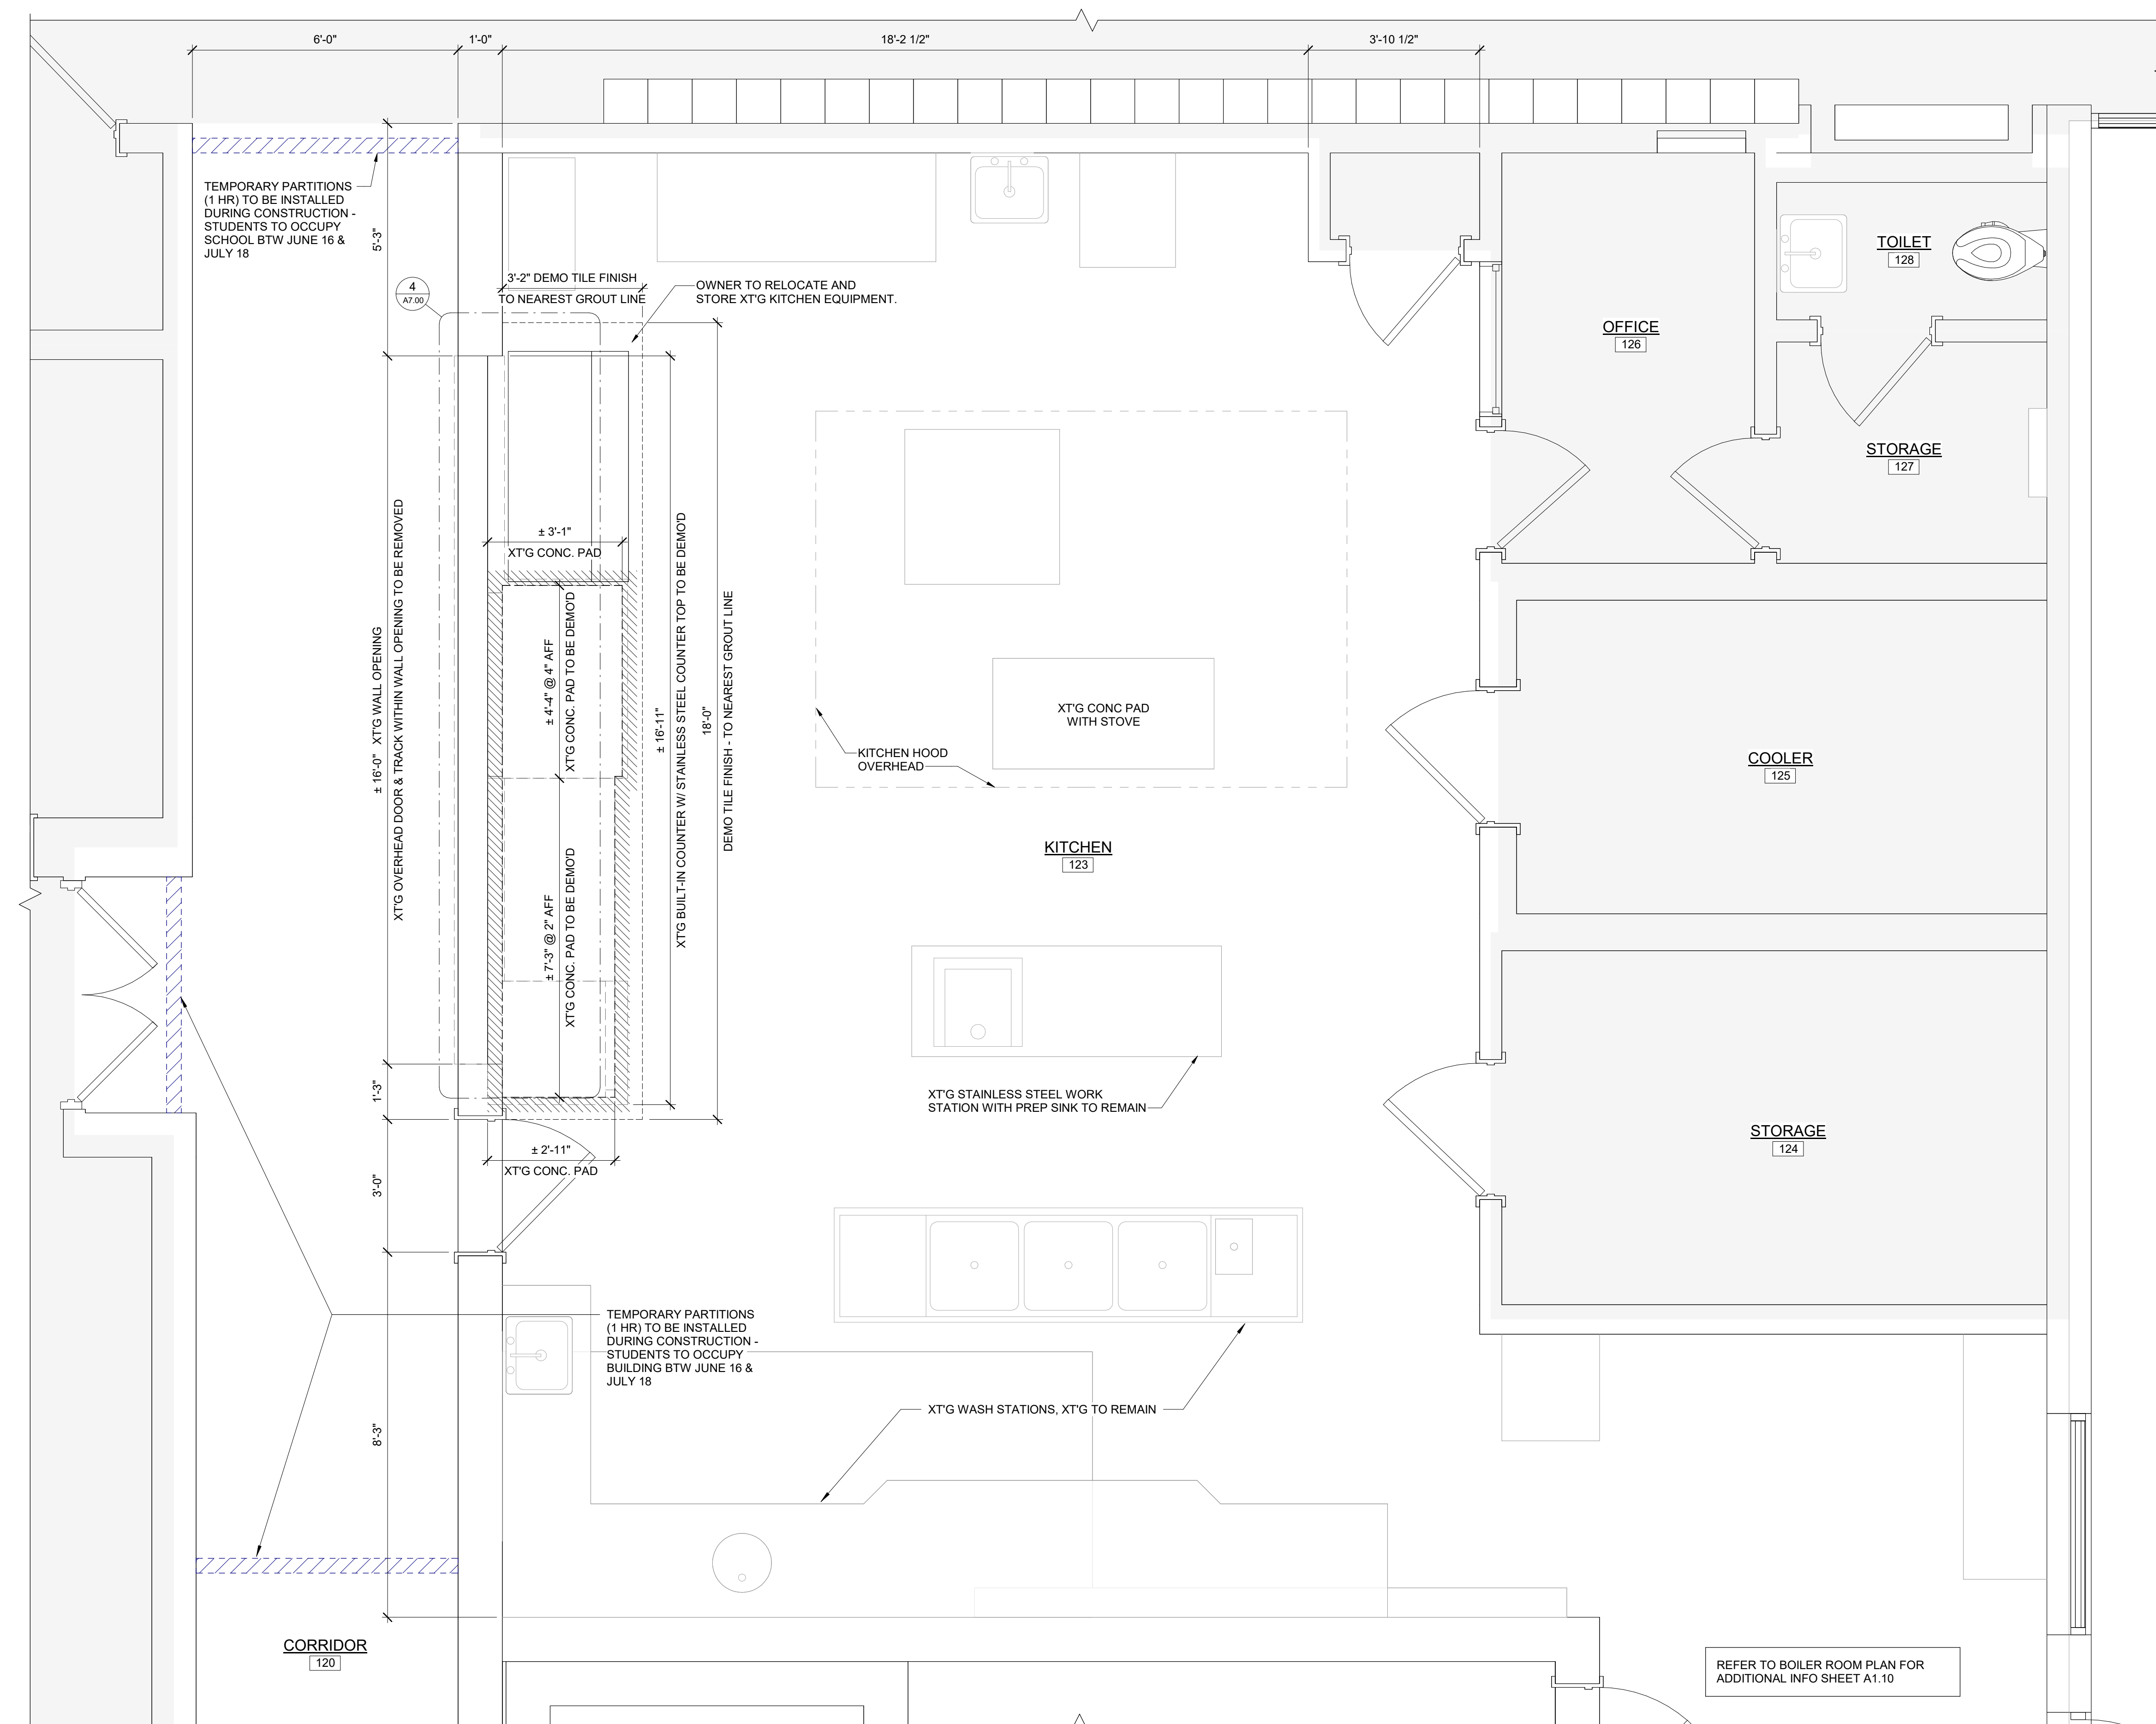 6'-0"
1'-0"
18'-2 1/2"
3'-10 1/2"
TEMPORARY PARTITIONS
(1 HR) TO BE INSTALLED
DURING CONSTRUCTION -
STUDENTS TO OCCUPY
SCHOOL BTW JUNE 16 &
JULY 18
5'-3"
4
A7.00
3'-2" DEMO TILE FINISH
TO NEAREST GROUT LINE
OWNER TO RELOCATE AND
STORE XT'G KITCHEN EQUIPMENT.
TOILET
128
OFFICE
126
STORAGE
127
± 16'-0" XT'G WALL OPENING
XT'G OVERHEAD DOOR & TRACK WITHIN WALL OPENING TO BE REMOVED
± 3'-1"
XT'G CONC. PAD
± 4'-4" @ 4" AFF
XT'G CONC. PAD TO BE DEMO'D
± 7'-3" @ 2" AFF
XT'G CONC. PAD TO BE DEMO'D
± 16'-11"
XT'G BUILT-IN COUNTER W/ STAINLESS STEEL COUNTER TOP TO BE DEMO'D
18'-0"
DEMO TILE FINISH - TO NEAREST GROUT LINE
XT'G CONC PAD
WITH STOVE
KITCHEN HOOD
OVERHEAD
COOLER
125
KITCHEN
123
1'-3"
XT'G STAINLESS STEEL WORK
STATION WITH PREP SINK TO REMAIN
STORAGE
124
± 2'-11"
XT'G CONC. PAD
3'-0"
TEMPORARY PARTITIONS
(1 HR) TO BE INSTALLED
DURING CONSTRUCTION -
STUDENTS TO OCCUPY
BUILDING BTW JUNE 16 &
JULY 18
8'-3"
XT'G WASH STATIONS, XT'G TO REMAIN
CORRIDOR
120
REFER TO BOILER ROOM PLAN FOR
ADDITIONAL INFO SHEET A1.10